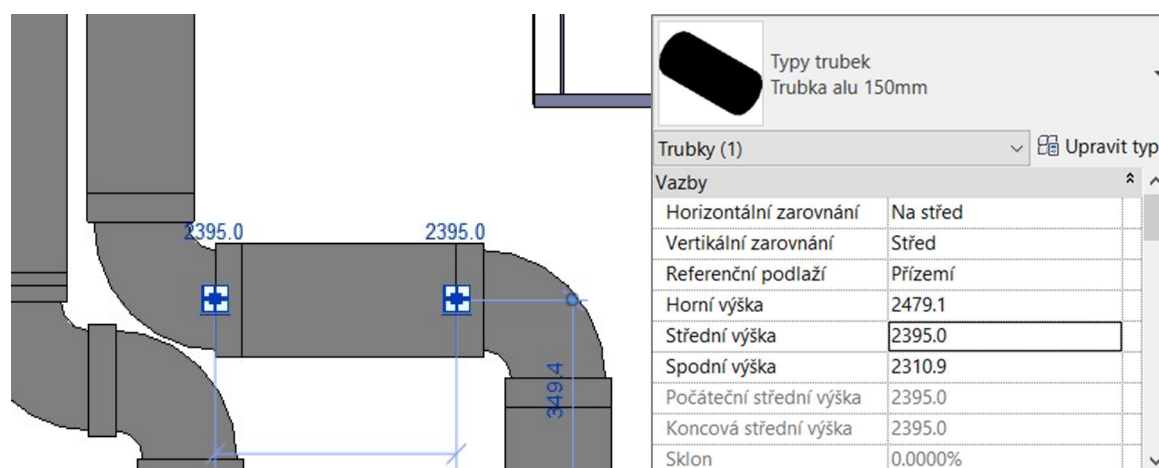 Typy trubek
Trubka alu 150mm
Trubky (1)
Upravit typ
Vazby
Horizontální zarovnání Na střed
Vertikální zarovnání Střed
Referenční podlaží Přízemí
Horní výška 2479.1
Střední výška 2395.0
Spodní výška 2310.9
Počáteční střední výška 2395.0
Koncová střední výška 2395.0
Sklon 0.0000%
2395.0
2395.0
349.4